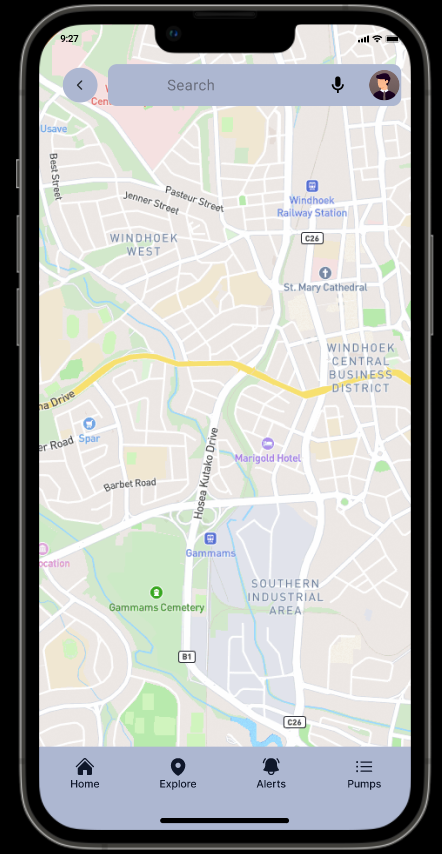 9:27
Search
Usave
Best Street
Pasteur Street
Jenner Street
Windhoek
Railway Station
WINDHOEK
WEST
C26
St. Mary Cathedral
WINDHOEK
CENTRAL
BUSINESS
DISTRICT
na Drive
Spar
er Road
Hosea Kutako Drive
Marigold Hotel
Barbet Road
Gammams
ocation
SOUTHERN
INDUSTRIAL
AREA
Gammams Cemetery
B1
C26
Home
Explore
Alerts
Pumps